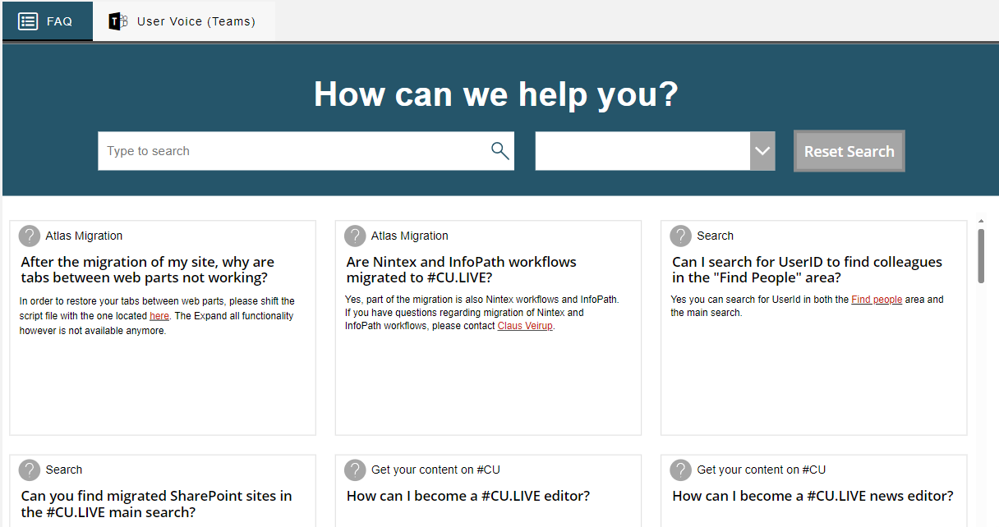 FAQ
User Voice (Teams)
How can we help you?
Type to search
Reset Search
Atlas Migration
After the migration of my site, why are
tabs between web parts not working?
In order to restore your tabs between web parts, please shift the
script file with the one located here. The Expand all functionality
however is not available anymore.
Atlas Migration
Are Nintex and InfoPath workflows
migrated to #CU.LIVE?
Yes, part of the migration is also Nintex workflows and InfoPath.
If you have questions regarding migration of Nintex and
InfoPath workflows, please contact Claus Veirup.
Search
Can I search for UserID to find colleagues
in the "Find People" area?
Yes you can search for UserId in both the Find people area and
the main search.
Search
Can you find migrated SharePoint sites in
the #CU.LIVE main search?
Get your content on #CU
How can I become a #CU.LIVE editor?
Get your content on #CU
How can I become a #CU.LIVE news editor?